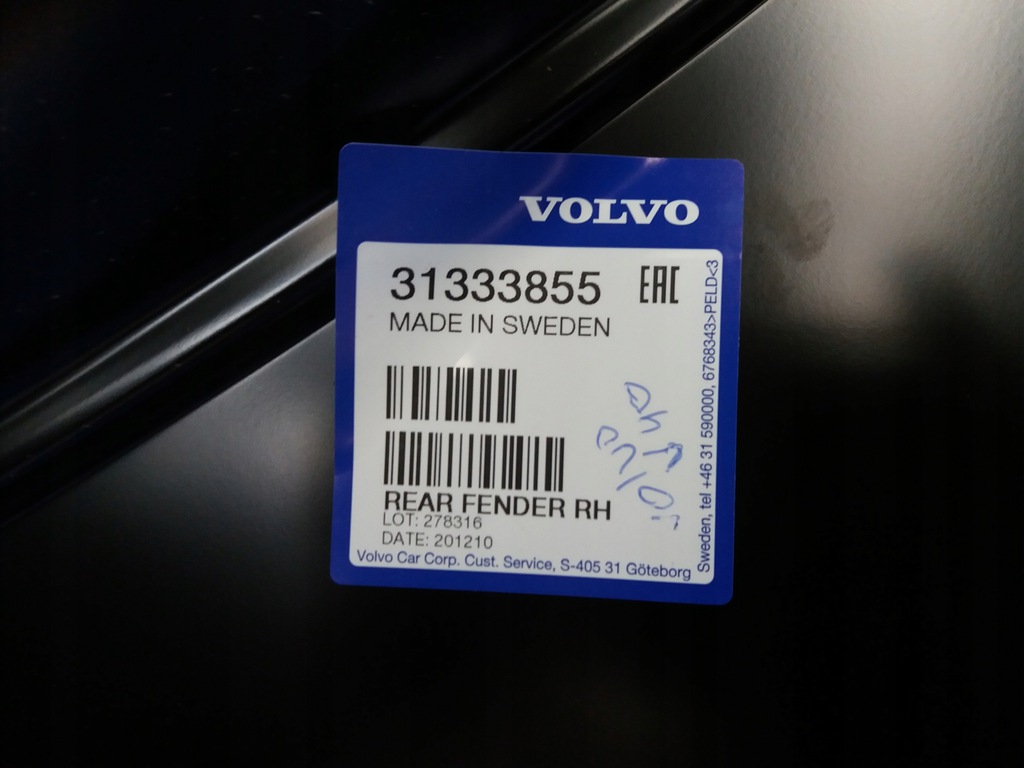 VOLVO
31333855 EAC
MADE IN SWEDEN
REAR FENDER RH
LOT: 278316
DATE: 201210
Volvo Car Corp. Cust. Service, S-405 31 Göteborg
Sweden, tel +46 31 590000, 6768343>PELD<3